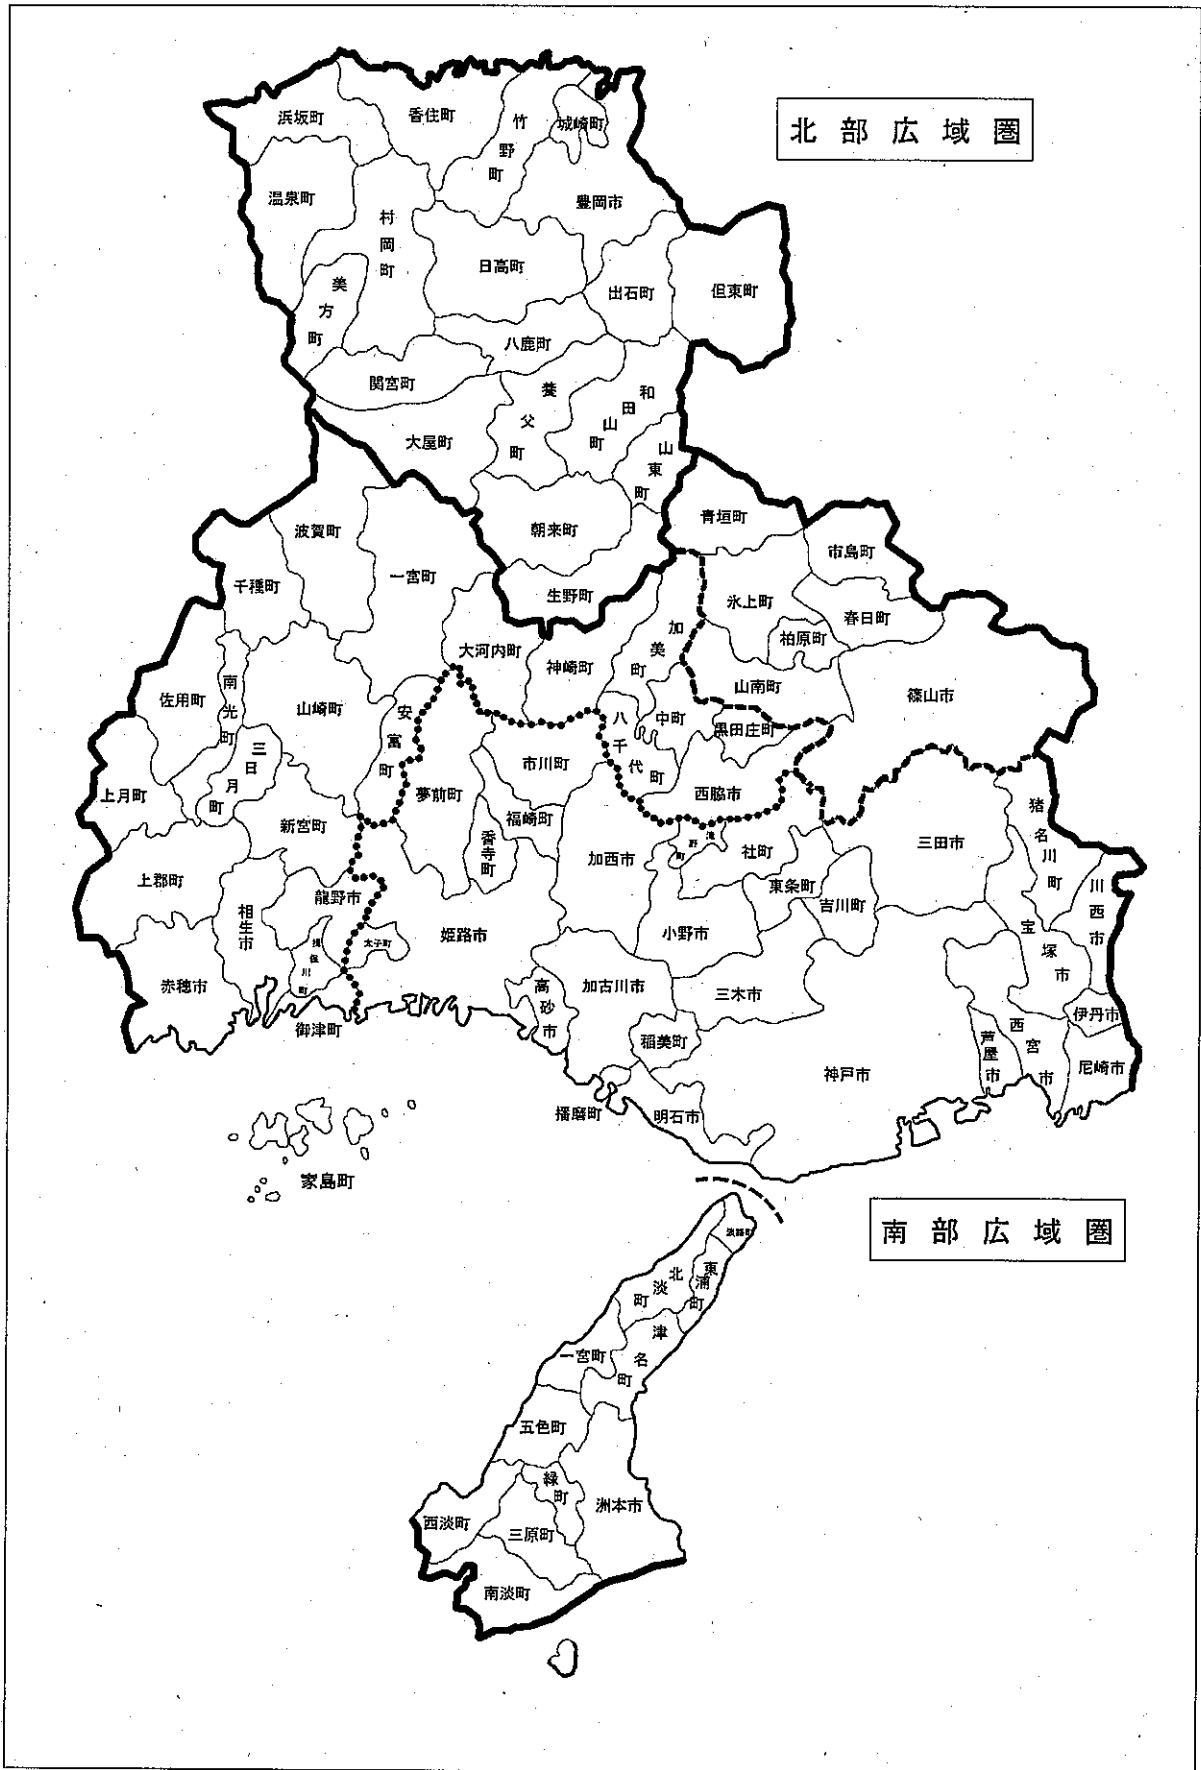 北部広域圏
浜坂町
香住町
竹野町
城崎町
温泉町
村岡町
豊岡市
美方町
日高町
出石町
但東町
八鹿町
関宮町
養父町
和田山町
大屋町
山東町
朝来町
生野町
青垣町
市島町
波賀町
一宮町
千種町
氷上町
春日町
柏原町
加美町
大河内町
神崎町
山南町
篠山市
佐用町
南光町
山崎町
安富町
八千代町
中町
黒田庄町
三日月町
上月町
市川町
西脇市
夢前町
新宮町
福崎町
香寺町
加西市
滝野町
社町
三田市
猪名川町
上郡町
相生市
龍野市
東条町
吉川町
川西市
揖保川町
太子町
姫路市
小野市
宝塚市
赤穂市
高砂市
加古川市
三木市
伊丹市
御津町
稲美町
芦屋市
西宮市
尼崎市
神戸市
播磨町
明石市
家島町
南部広域圏
淡路町
北淡町
東浦町
津名町
一宮町
五色町
緑町
洲本市
西淡町
三原町
南淡町